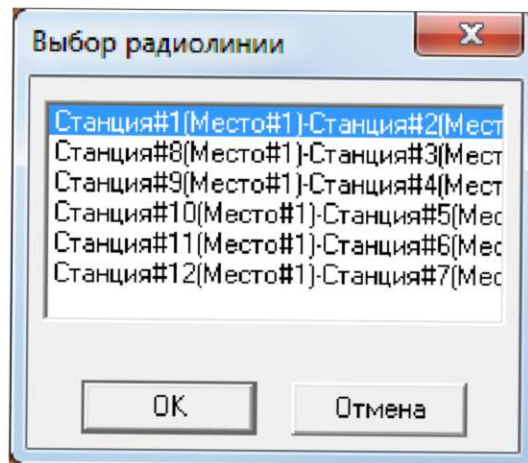 Выбор радиолинии
Станция#1(Место#1)-Станция#2(Мест
Станция#8(Место#1)-Станция#3(Мест
Станция#9(Место#1)-Станция#4(Мест
Станция#10(Место#1)-Станция#5(Мес
Станция#11(Место#1)-Станция#6(Мес
Станция#12(Место#1)-Станция#7(Мес
OK
Отмена